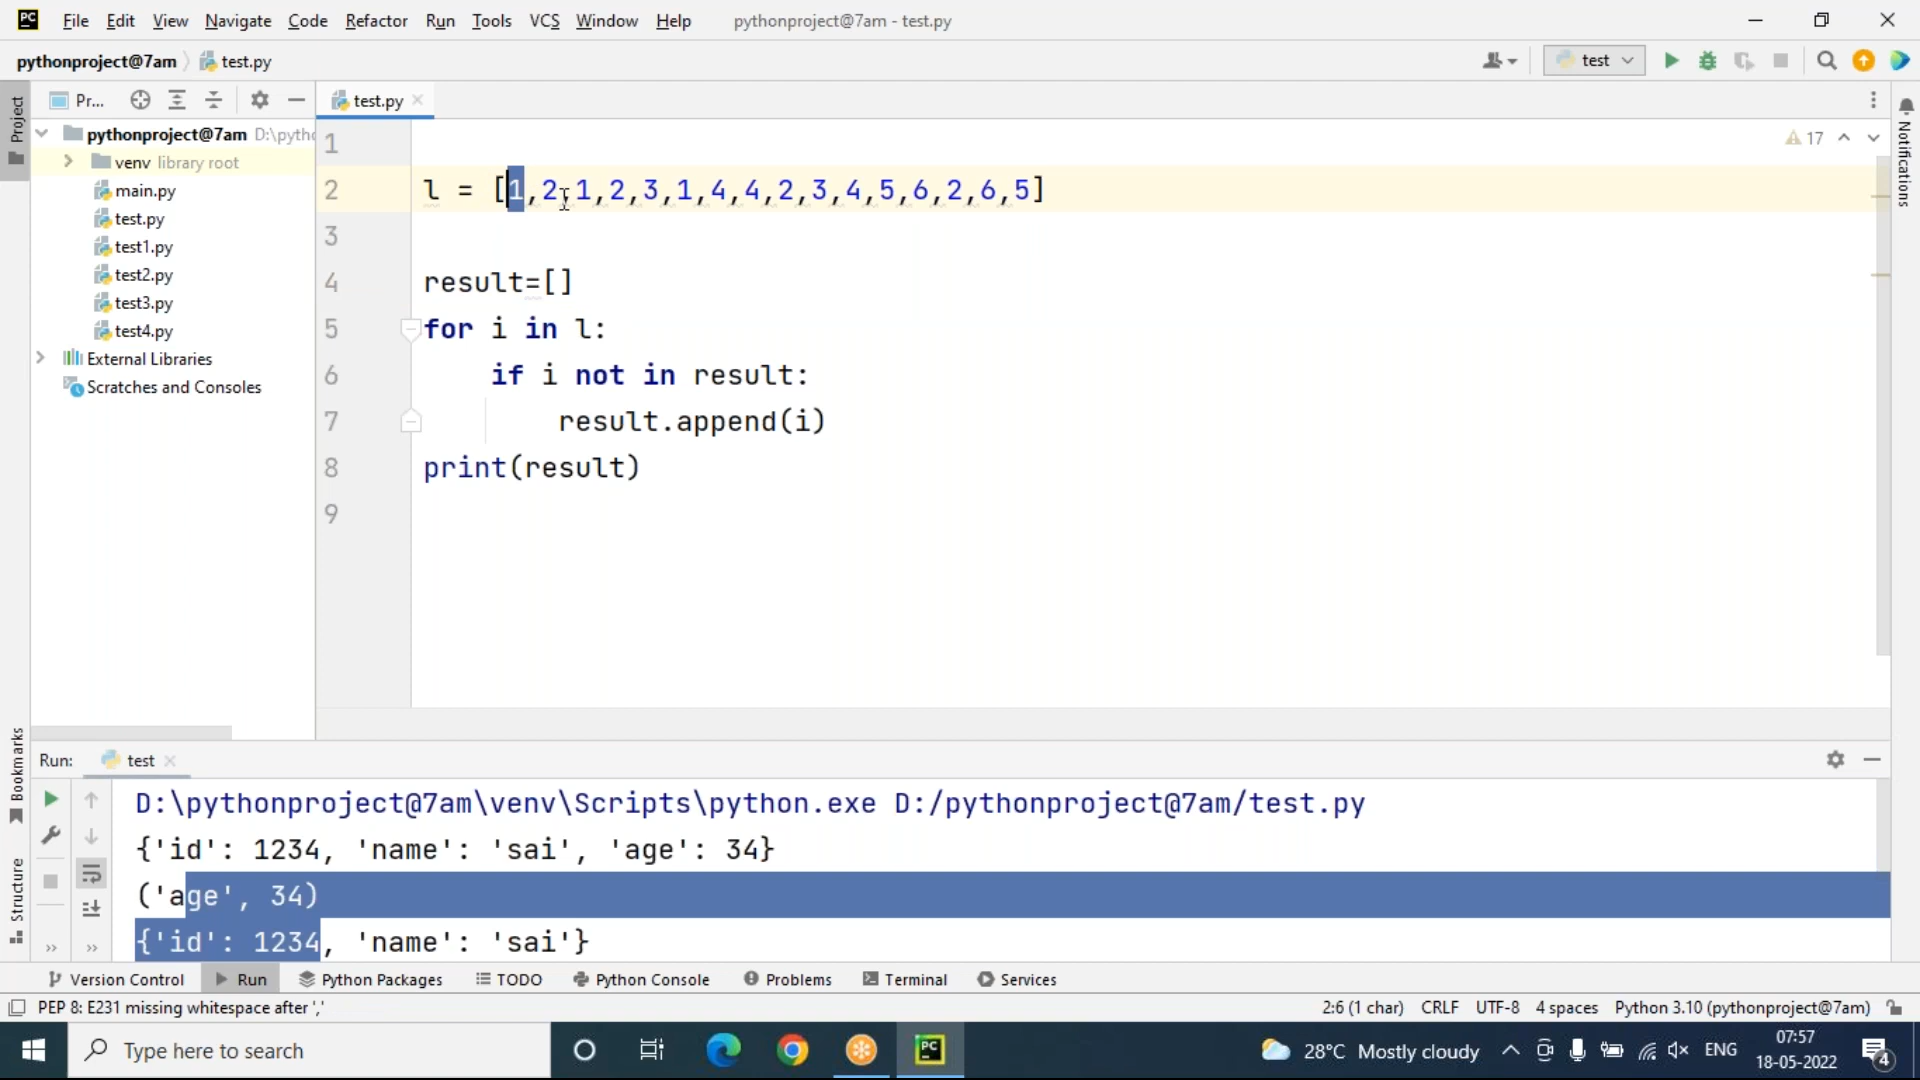 PC File Edit View Navigate Code Refactor Run Tools VCS Window Help pythonproject@7am - test.py
pythonproject@7am test.py test
Project Pr... test.py
pythonproject@7am D:\pytho
venv library root
main.py
test.py
test1.py
test2.py
test3.py
test4.py
External Libraries
Scratches and Consoles
17
Notifications
1
2 l = [1,2,1,2,3,1,4,4,2,3,4,5,6,2,6,5]
3
4 result=[]
5 for i in l:
6 if i not in result:
7 result.append(i)
8 print(result)
9
Bookmarks
Structure
Run: test
D:\pythonproject@7am\venv\Scripts\python.exe D:/pythonproject@7am/test.py
{'id': 1234, 'name': 'sai', 'age': 34}
('age', 34)
{'id': 1234, 'name': 'sai'}
Version Control Run Python Packages TODO Python Console Problems Terminal Services
PEP 8: E231 missing whitespace after ',' 2:6 (1 char) CRLF UTF-8 4 spaces Python 3.10 (pythonproject@7am)
Type here to search PC 28°C Mostly cloudy ENG 07:57
18-05-2022 4